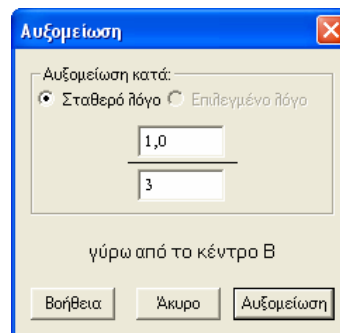 Αυξομείωση
Αυξομείωση κατά:
Σταθερό λόγο Επιλεγμένο λόγο
1,0
3
γύρω από το κέντρο Β
Βοήθεια Άκυρο Αυξομείωση